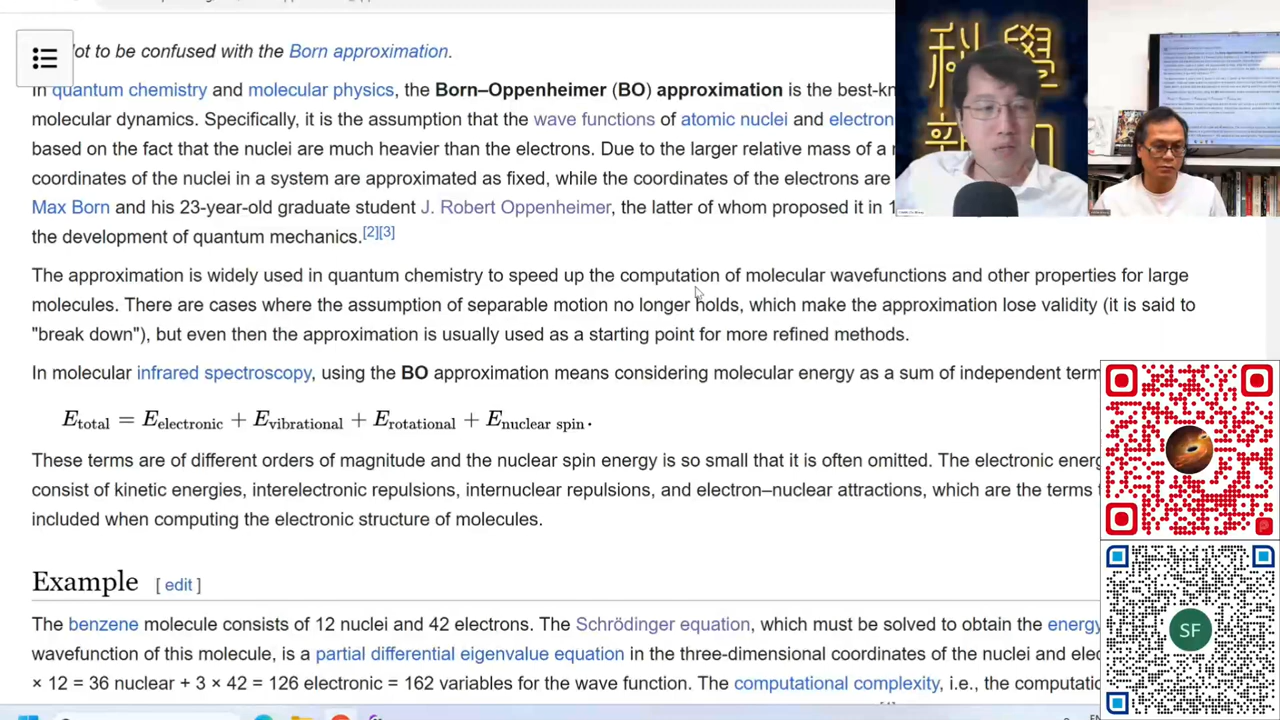 ot to be confused with the Born approximation.
In quantum chemistry and molecular physics, the Born–Oppenheimer (BO) approximation is the best-kn
molecular dynamics. Specifically, it is the assumption that the wave functions of atomic nuclei and electron
based on the fact that the nuclei are much heavier than the electrons. Due to the larger relative mass of a n
coordinates of the nuclei in a system are approximated as fixed, while the coordinates of the electrons are
Max Born and his 23-year-old graduate student J. Robert Oppenheimer, the latter of whom proposed it in 1
the development of quantum mechanics.[2][3]
The approximation is widely used in quantum chemistry to speed up the computation of molecular wavefunctions and other properties for large
molecules. There are cases where the assumption of separable motion no longer holds, which make the approximation lose validity (it is said to
"break down"), but even then the approximation is usually used as a starting point for more refined methods.
In molecular infrared spectroscopy, using the BO approximation means considering molecular energy as a sum of independent term
E_total = E_electronic + E_vibrational + E_rotational + E_nuclear spin.
These terms are of different orders of magnitude and the nuclear spin energy is so small that it is often omitted. The electronic energ
consist of kinetic energies, interelectronic repulsions, internuclear repulsions, and electron–nuclear attractions, which are the terms t
included when computing the electronic structure of molecules.
Example [ edit ]
The benzene molecule consists of 12 nuclei and 42 electrons. The Schrödinger equation, which must be solved to obtain the energy
wavefunction of this molecule, is a partial differential eigenvalue equation in the three-dimensional coordinates of the nuclei and elec
× 12 = 36 nuclear + 3 × 42 = 126 electronic = 162 variables for the wave function. The computational complexity, i.e., the computatio
科學
SF